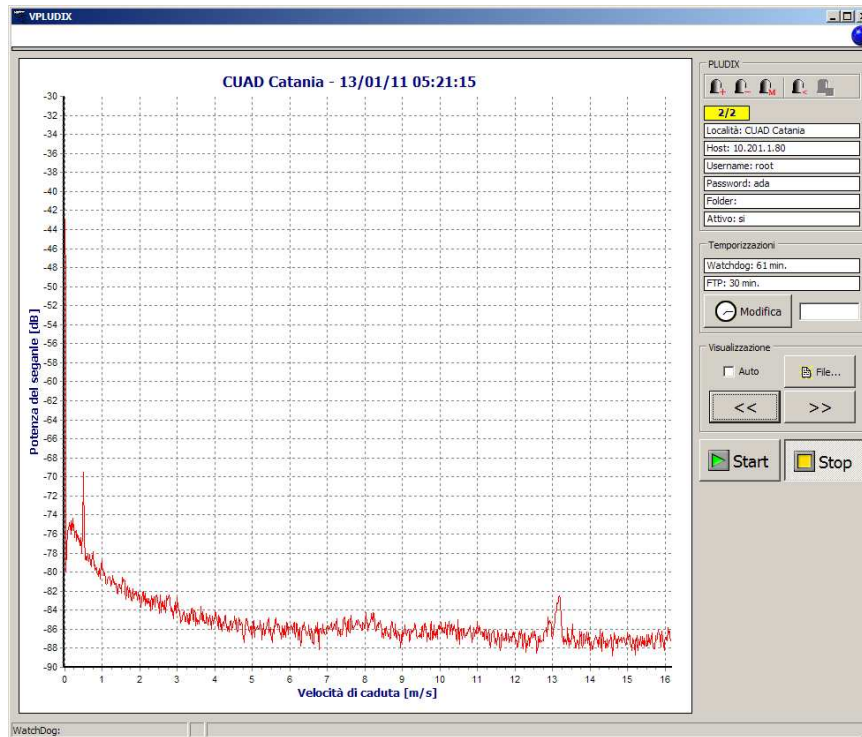 VPLUDIX
CUAD Catania - 13/01/11 05:21:15
Potenza del seganle [dB]
-30
-32
-34
-36
-38
-40
-42
-44
-46
-48
-50
-52
-54
-56
-58
-60
-62
-64
-66
-68
-70
-72
-74
-76
-78
-80
-82
-84
-86
-88
-90
0 1 2 3 4 5 6 7 8 9 10 11 12 13 14 15 16
Velocità di caduta [m/s]
PLUDIX
+ - M <
2/2
Località: CUAD Catania
Host: 10.201.1.80
Username: root
Password: ada
Folder:
Attivo: si
Temporizzazioni
Watchdog: 61 min.
FTP: 30 min.
Modifica
Visualizzazione
Auto
File...
<< >>
Start Stop
WatchDog: